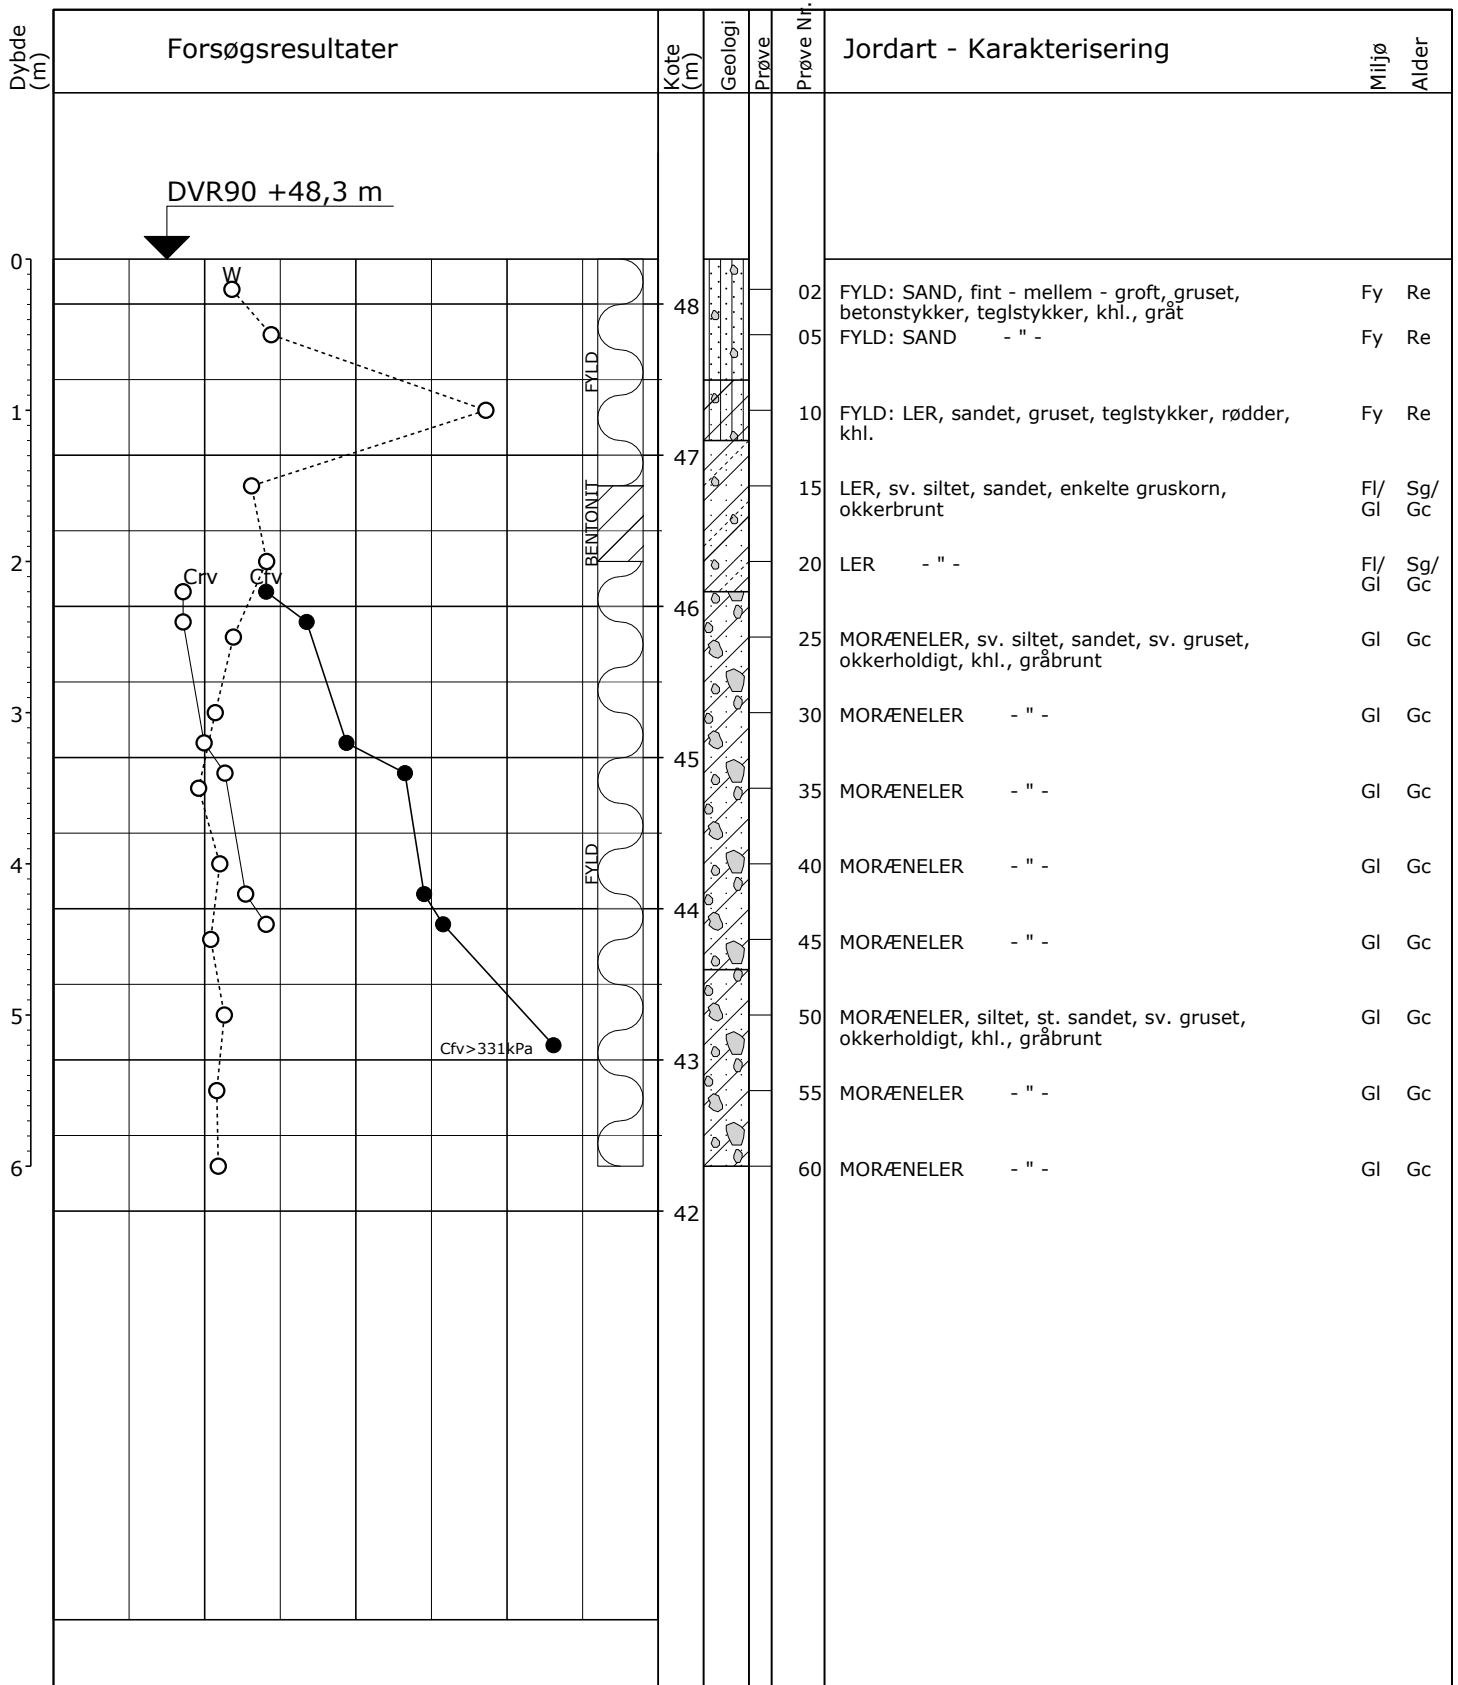 Dybde
(m)
Forsøgsresultater
Kote
(m)
Geologi
Prøve
Prøve Nr.
Jordart - Karakterisering
Miljø
Alder
DVR90 +48,3 m
0
W
48
02 FYLD: SAND, fint - mellem - groft, gruset, Fy Re
betonstykker, teglstykker, khl., gråt
05 FYLD: SAND - " - Fy Re
FYLD
1
10 FYLD: LER, sandet, gruset, teglstykker, rødder, Fy Re
khl.
47
15 LER, sv. siltet, sandet, enkelte gruskorn, Fl/ Sg/
okkerbrunt Gl Gc
BENTONIT
2
20 LER - " - Fl/ Sg/
Gl Gc
Crv Cfv
46
25 MORÆNELER, sv. siltet, sandet, sv. gruset, Gl Gc
okkerholdigt, khl., gråbrunt
3
30 MORÆNELER - " - Gl Gc
45
35 MORÆNELER - " - Gl Gc
4
FYLD
40 MORÆNELER - " - Gl Gc
44
45 MORÆNELER - " - Gl Gc
5
50 MORÆNELER, siltet, st. sandet, sv. gruset, Gl Gc
okkerholdigt, khl., gråbrunt
Cfv>331kPa
43
55 MORÆNELER - " - Gl Gc
6
60 MORÆNELER - " - Gl Gc
42